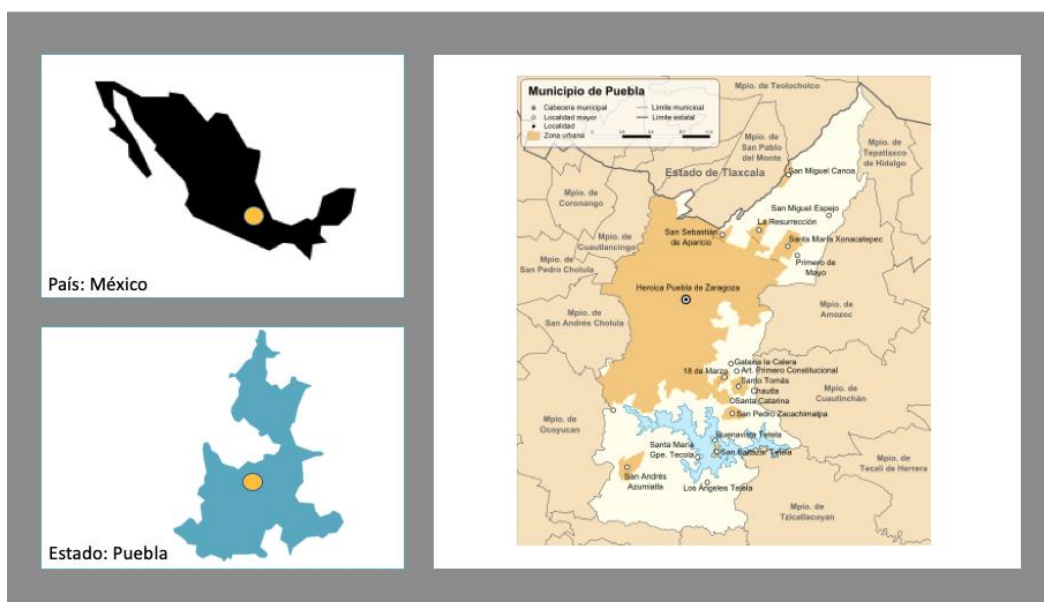 País: México
Estado: Puebla
Municipio de Puebla
Cabecera municipal
Localidad mayor
Localidad
Zona urbana
Límite municipal
Límite estatal
Mpio. de Teolocholco
Mpio. de
San Pablo
del Monte
Mpio. de
Tepatlaxco
de Hidalgo
Estado de Tlaxcala
San Miguel Canoa
Mpio. de
Coronango
San Miguel Espejo
La Resurrección
Mpio. de
Cuautlancingo
San Sebastián
de Aparicio
Santa María Xonacatepec
Mpio. de
San Pedro Cholula
Primero de
Mayo
Heroica Puebla de Zaragoza
Mpio. de
Amozoc
Mpio. de
San Andrés Cholula
Galaxia la Calera
18 de Marzo
Art. Primero Constitucional
Santo Tomás
Chautla
Mpio. de
Cuautinchán
Santa Catarina
San Pedro Zacachimalpa
Mpio. de
Ocoyucan
Buenavista Tetela
Santa María
Gpe. Tecola
San Baltazar Tetela
Mpio. de
Tecali de Herrera
San Andrés
Azumiatla
Los Ángeles Tetela
Mpio. de
Tzicatlacoyan